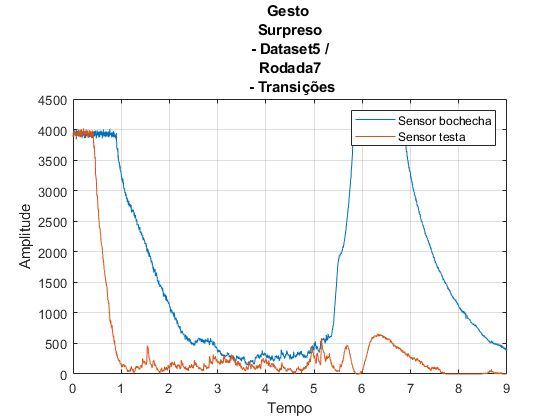 Gesto
Surpreso
- Dataset5 /
Rodada7
- Transições
4500
4000
3500
3000
2500
2000
1500
1000
500
0
Amplitude
Sensor bochecha
Sensor testa
0 1 2 3 4 5 6 7 8 9
Tempo